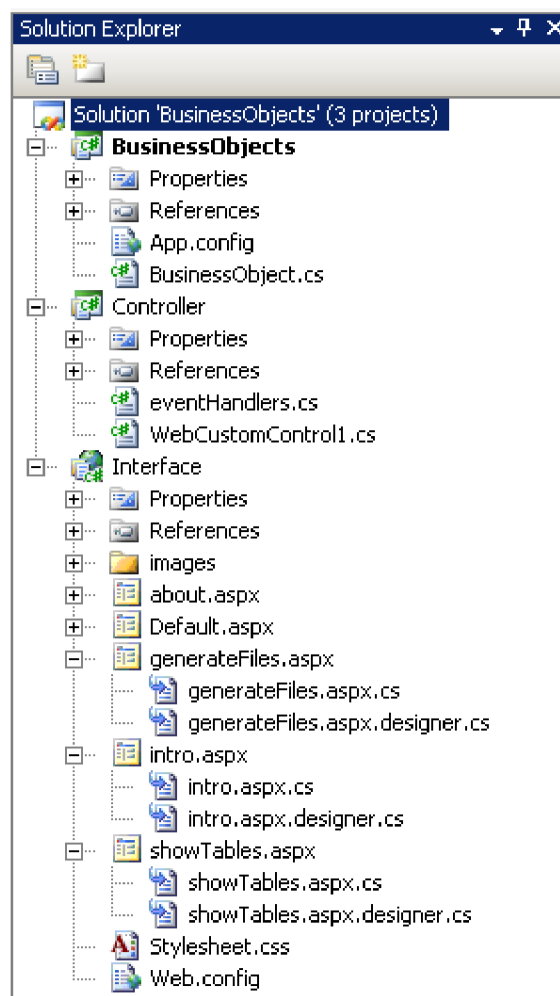 Solution Explorer
Solution 'BusinessObjects' (3 projects)
BusinessObjects
Properties
References
App.config
BusinessObject.cs
Controller
Properties
References
eventHandlers.cs
WebCustomControl1.cs
Interface
Properties
References
images
about.aspx
Default.aspx
generateFiles.aspx
generateFiles.aspx.cs
generateFiles.aspx.designer.cs
intro.aspx
intro.aspx.cs
intro.aspx.designer.cs
showTables.aspx
showTables.aspx.cs
showTables.aspx.designer.cs
Stylesheet.css
Web.config